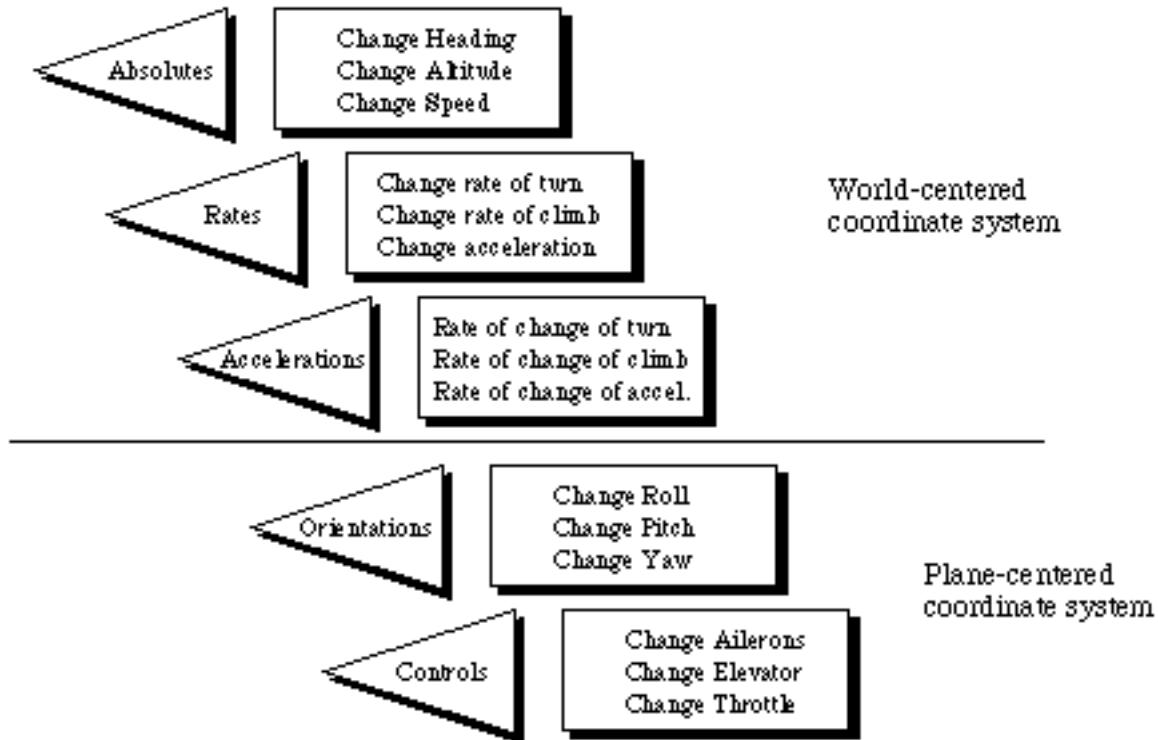 Absolutes
Change Heading
Change Altitude
Change Speed
Rates
Change rate of turn
Change rate of climb
Change acceleration
World-centered
coordinate system
Accelerations
Rate of change of turn
Rate of change of climb
Rate of change of accel.
Orientations
Change Roll
Change Pitch
Change Yaw
Plane-centered
coordinate system
Controls
Change Ailerons
Change Elevator
Change Throttle